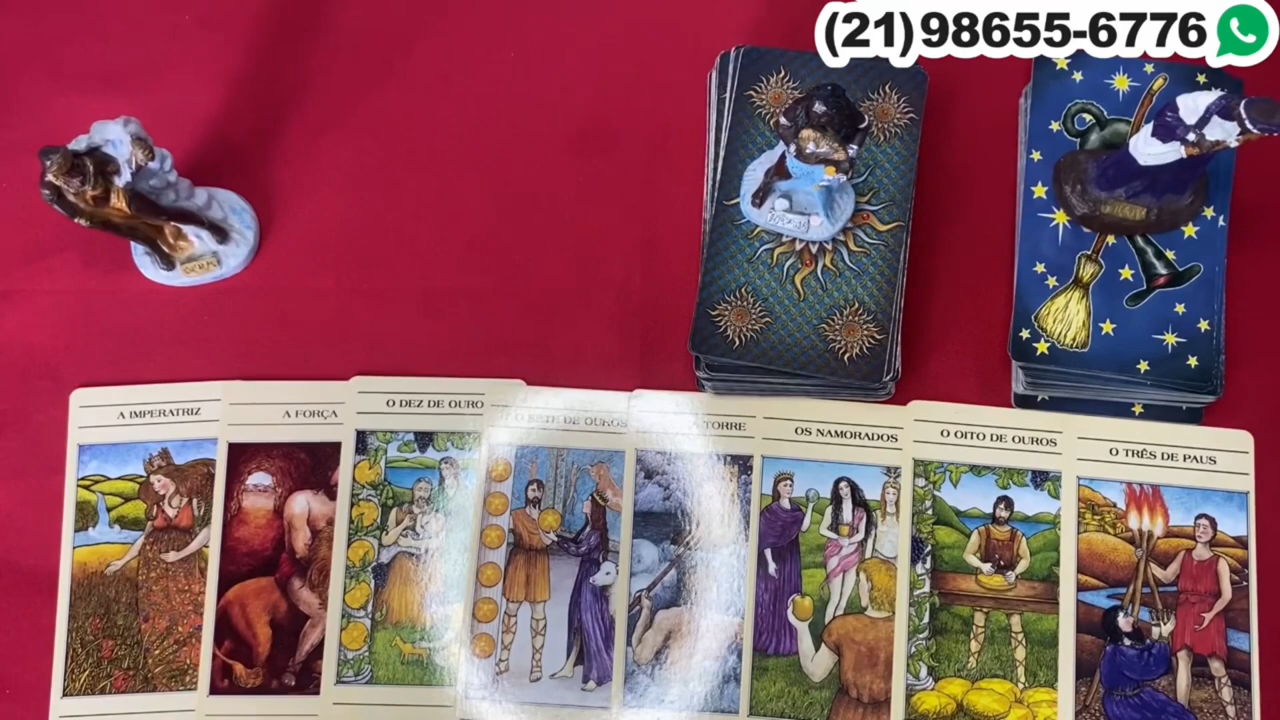 (21)98655-6776
A IMPERATRIZ
A FORÇA
O DEZ DE OURO
O SETE DE OUROS
TORRE
OS NAMORADOS
O OITO DE OUROS
O TRÊS DE PAUS